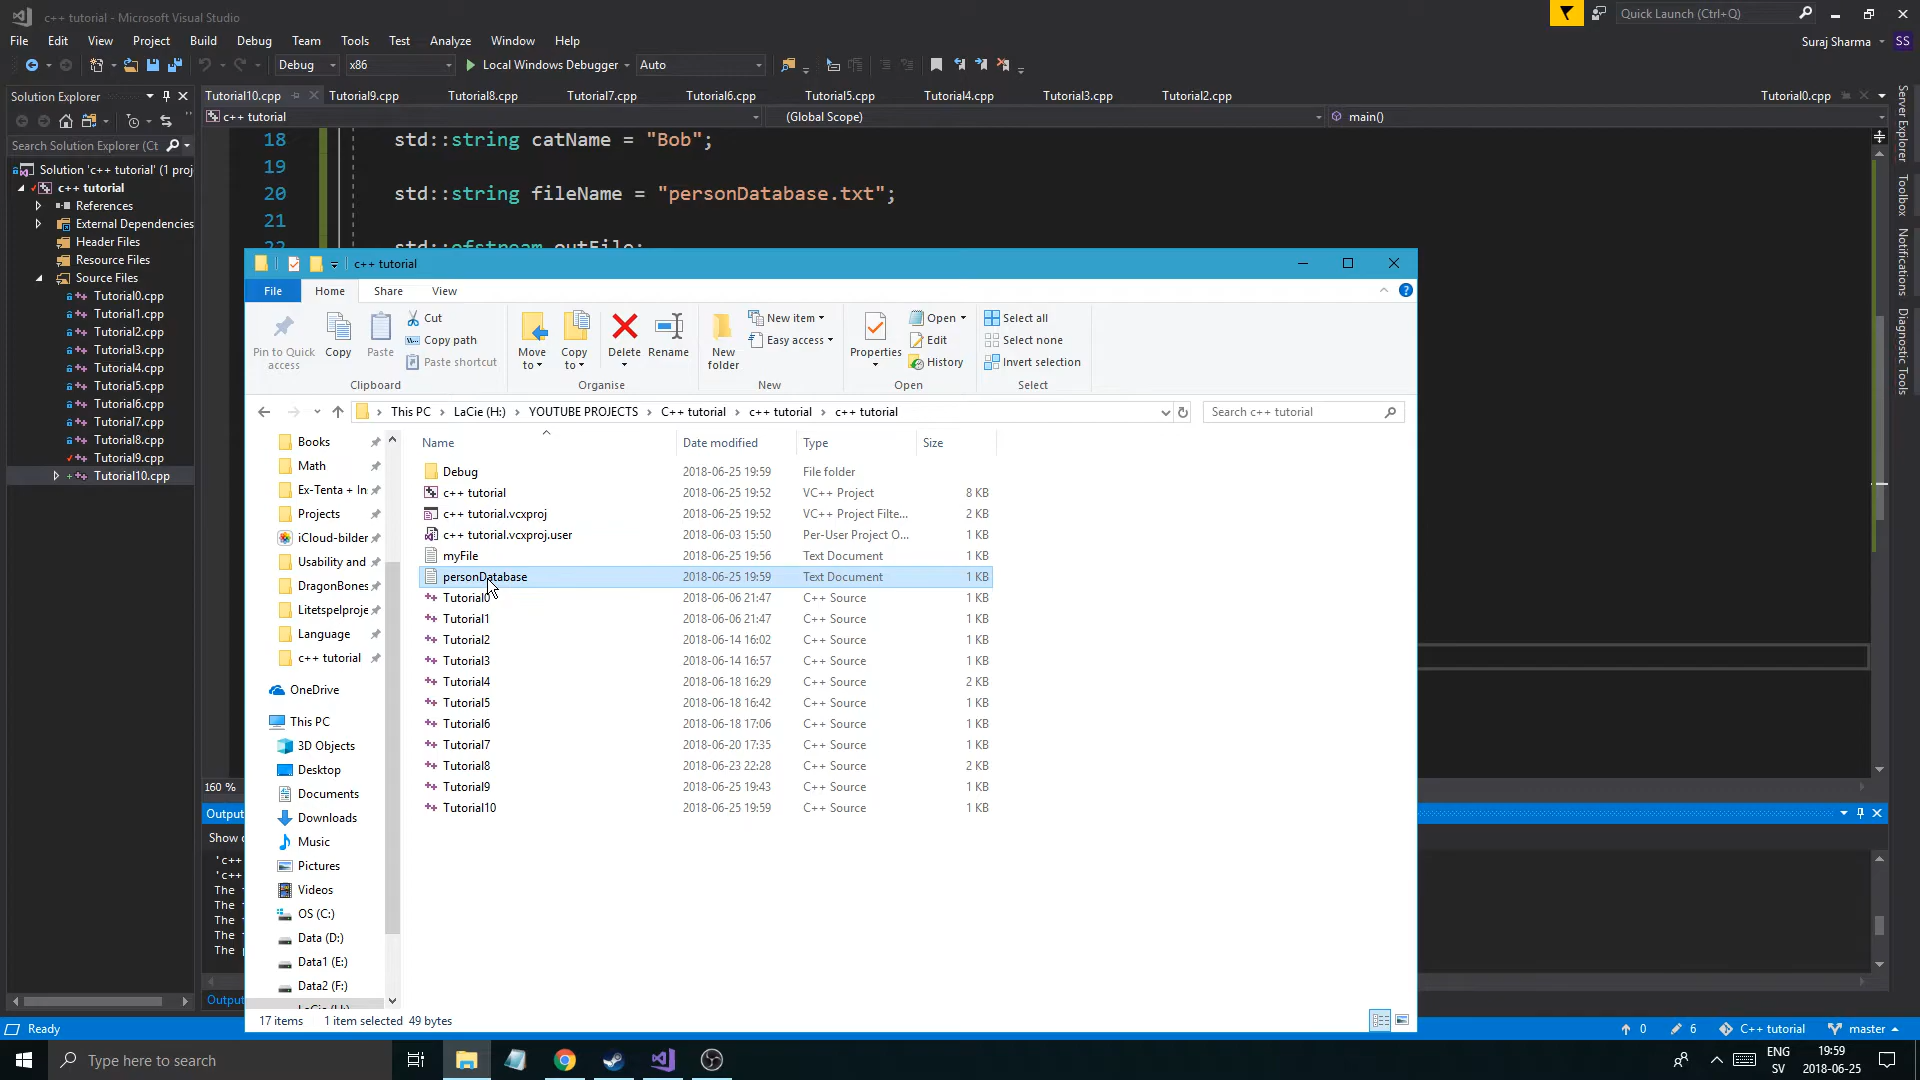 c++ tutorial - Microsoft Visual Studio
Quick Launch (Ctrl+Q)
File Edit View Project Build Debug Team Tools Test Analyze Window Help
Suraj Sharma SS
Debug x86 Local Windows Debugger Auto
Solution Explorer
Tutorial10.cpp Tutorial9.cpp Tutorial8.cpp Tutorial7.cpp Tutorial6.cpp Tutorial5.cpp Tutorial4.cpp Tutorial3.cpp Tutorial2.cpp Tutorial0.cpp
c++ tutorial (Global Scope) main()
Search Solution Explorer (Ct
Solution 'c++ tutorial' (1 proj
c++ tutorial
References
External Dependencies
Header Files
Resource Files
Source Files
Tutorial0.cpp
Tutorial1.cpp
Tutorial2.cpp
Tutorial3.cpp
Tutorial4.cpp
Tutorial5.cpp
Tutorial6.cpp
Tutorial7.cpp
Tutorial8.cpp
Tutorial9.cpp
Tutorial10.cpp
18 std::string catName = "Bob";
19
20 std::string fileName = "personDatabase.txt";
21
22 std::ofstream outFile;
Server Explorer
Toolbox
Notifications
Diagnostic Tools
c++ tutorial
File Home Share View
Pin to Quick access
Copy
Paste
Cut
Copy path
Paste shortcut
Move to
Copy to
Delete
Rename
New folder
New item
Easy access
Properties
Open
Edit
History
Select all
Select none
Invert selection
Clipboard Organise New Open Select
This PC LaCie (H:) YOUTUBE PROJECTS C++ tutorial c++ tutorial c++ tutorial
Search c++ tutorial
Books
Math
Ex-Tenta + In
Projects
iCloud-bilder
Usability and
DragonBones
Litetspelproje
Language
c++ tutorial
OneDrive
This PC
3D Objects
Desktop
Documents
Downloads
Music
Pictures
Videos
OS (C:)
Data (D:)
Data1 (E:)
Data2 (F:)
Name Date modified Type Size
Debug 2018-06-25 19:59 File folder
c++ tutorial 2018-06-25 19:52 VC++ Project 8 KB
c++ tutorial.vcxproj 2018-06-25 19:52 VC++ Project Filte... 2 KB
c++ tutorial.vcxproj.user 2018-06-03 15:50 Per-User Project O... 1 KB
myFile 2018-06-25 19:56 Text Document 1 KB
personDatabase 2018-06-25 19:59 Text Document 1 KB
Tutorial0 2018-06-06 21:47 C++ Source 1 KB
Tutorial1 2018-06-06 21:47 C++ Source 1 KB
Tutorial2 2018-06-14 16:02 C++ Source 1 KB
Tutorial3 2018-06-14 16:57 C++ Source 1 KB
Tutorial4 2018-06-18 16:29 C++ Source 2 KB
Tutorial5 2018-06-18 16:42 C++ Source 1 KB
Tutorial6 2018-06-18 17:06 C++ Source 1 KB
Tutorial7 2018-06-20 17:35 C++ Source 1 KB
Tutorial8 2018-06-23 22:28 C++ Source 2 KB
Tutorial9 2018-06-25 19:43 C++ Source 1 KB
Tutorial10 2018-06-25 19:59 C++ Source 1 KB
17 items 1 item selected 49 bytes
160 %
Output
Show
'c++
'c++
The
The
The
The
The
Output
Ready
0 6 C++ tutorial master
Type here to search
ENG
SV
19:59
2018-06-25